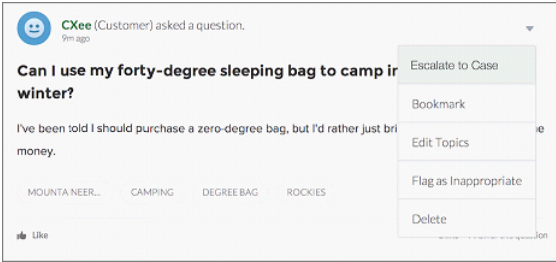 CXee (Customer) asked a question.
9m ago
Can I use my forty-degree sleeping bag to camp in
winter?
I've been told I should purchase a zero-degree bag, but I'd rather just bri
money.
MOUNTA NEER...
CAMPING
DEGREE BAG
ROCKIES
Like
Escalate to Case
Bookmark
Edit Topics
Flag as Inappropriate
Delete